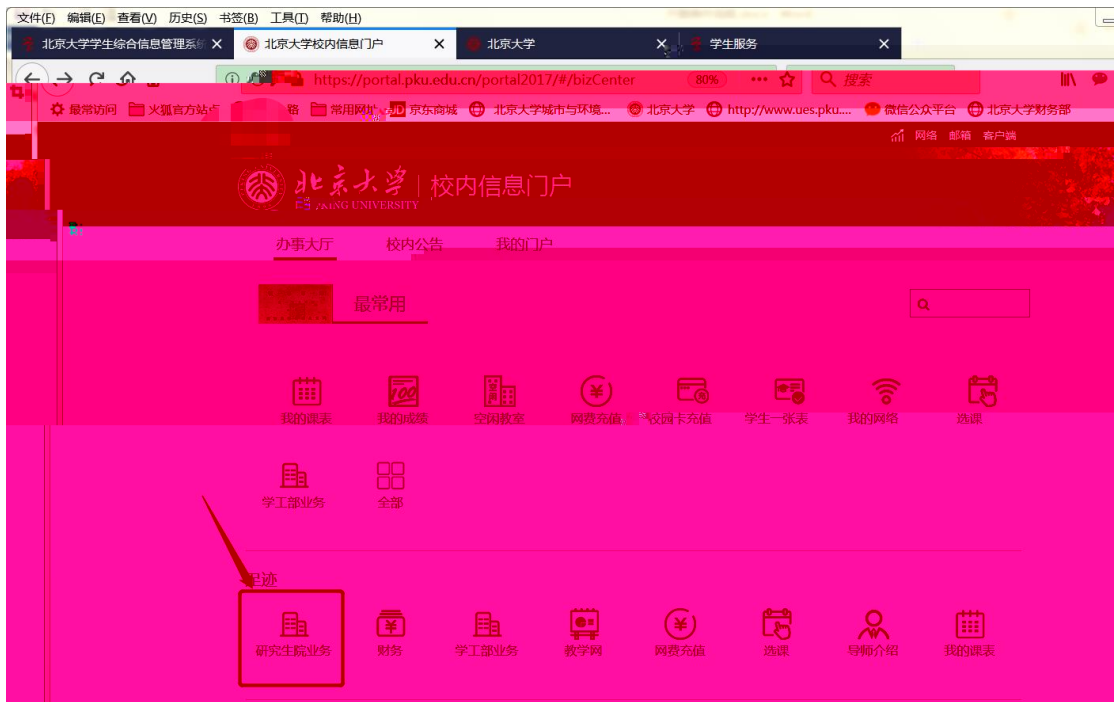 文件(F) 编辑(E) 查看(V) 历史(S) 书签(B) 工具(T) 帮助(H)
北京大学学生综合信息管理系统 北京大学校内信息门户 北京大学 学生服务
https://portal.pku.edu.cn/portal2017/#/bizCenter 80% 搜索
最常访问 火狐官方站点 常用网址 京东商城 北京大学城市与环境... 北京大学 http://www.ues.pku.... 微信公众平台 北京大学财务部
网络 邮箱 客户端
北京大学 校内信息门户
PEKING UNIVERSITY
办事大厅 校内公告 我的门户
最常用
我的课表 我的成绩 空闲教室 网费充值 校园卡充值 学生一张表 我的网络 选课
学工部业务 全部
足迹
研究生院业务 财务 学工部业务 教学网 网费充值 选课 导师介绍 我的课表